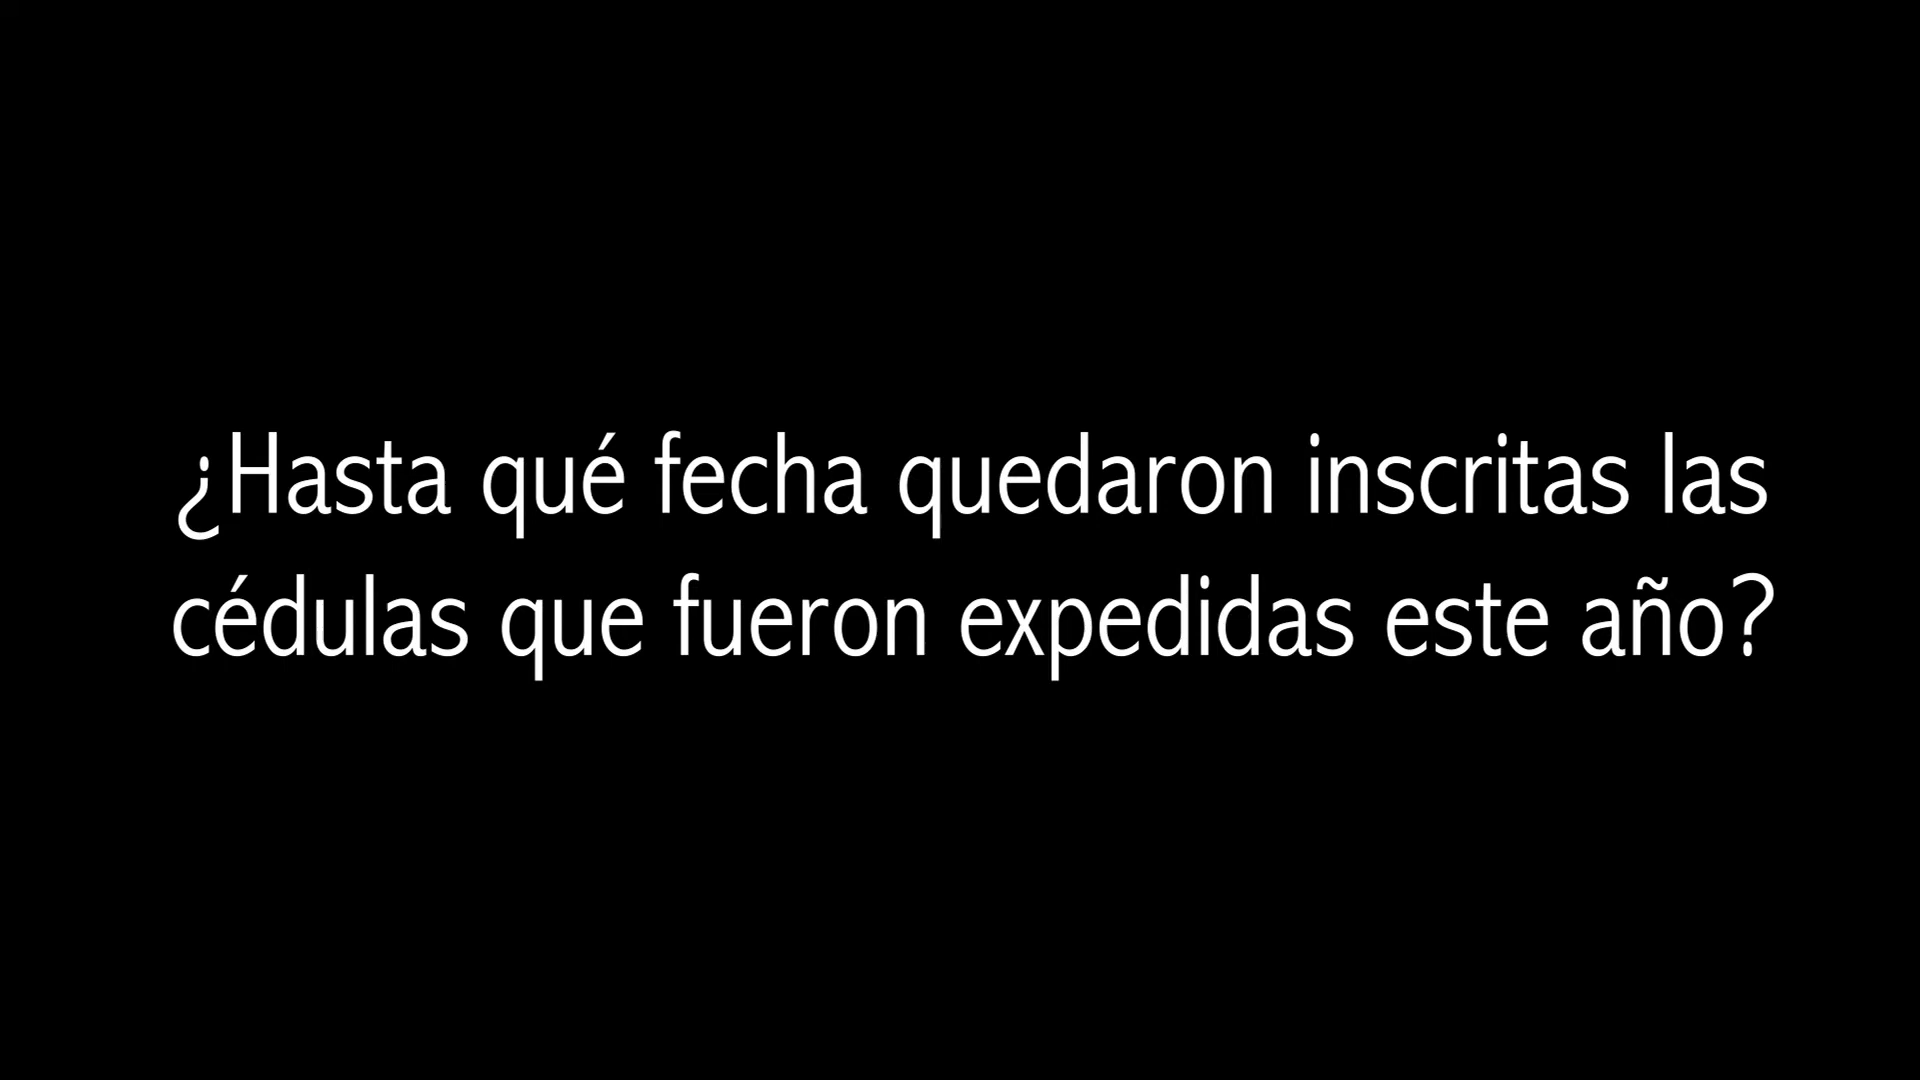 ¿Hasta qué fecha quedaron inscritas las
cédulas que fueron expedidas este año?